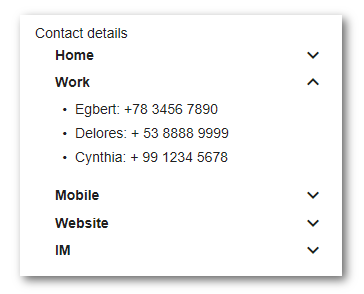 Contact details
Home
Work
• Egbert: +78 3456 7890
• Delores: + 53 8888 9999
• Cynthia: + 99 1234 5678
Mobile
Website
IM